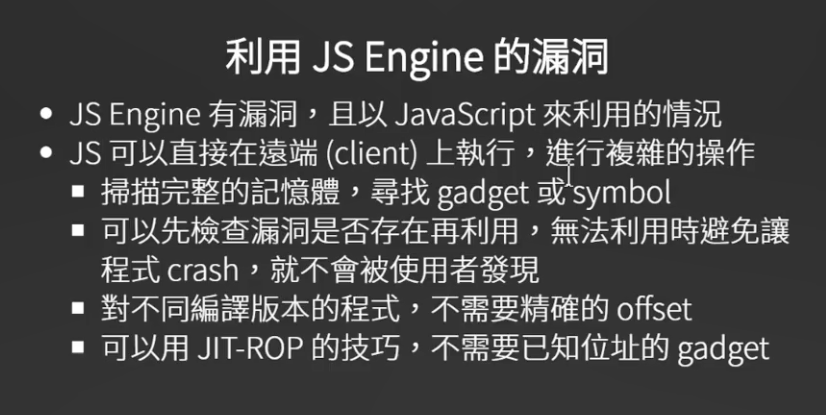 利用 JS Engine 的漏洞
JS Engine 有漏洞，且以 JavaScript 來利用的情況
JS 可以直接在遠端 (client) 上執行，進行複雜的操作
掃描完整的記憶體，尋找 gadget 或 symbol
可以先檢查漏洞是否存在再利用，無法利用時避免讓
程式 crash，就不會被使用者發現
對不同編譯版本的程式，不需要精確的 offset
可以用 JIT-ROP 的技巧，不需要已知位址的 gadget